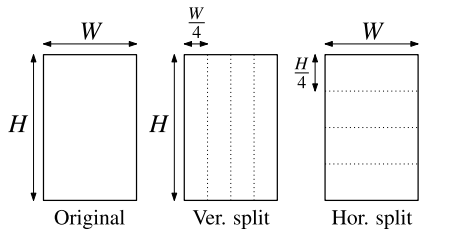 W
H
Original
W/4
H
Ver. split
W
H/4
Hor. split